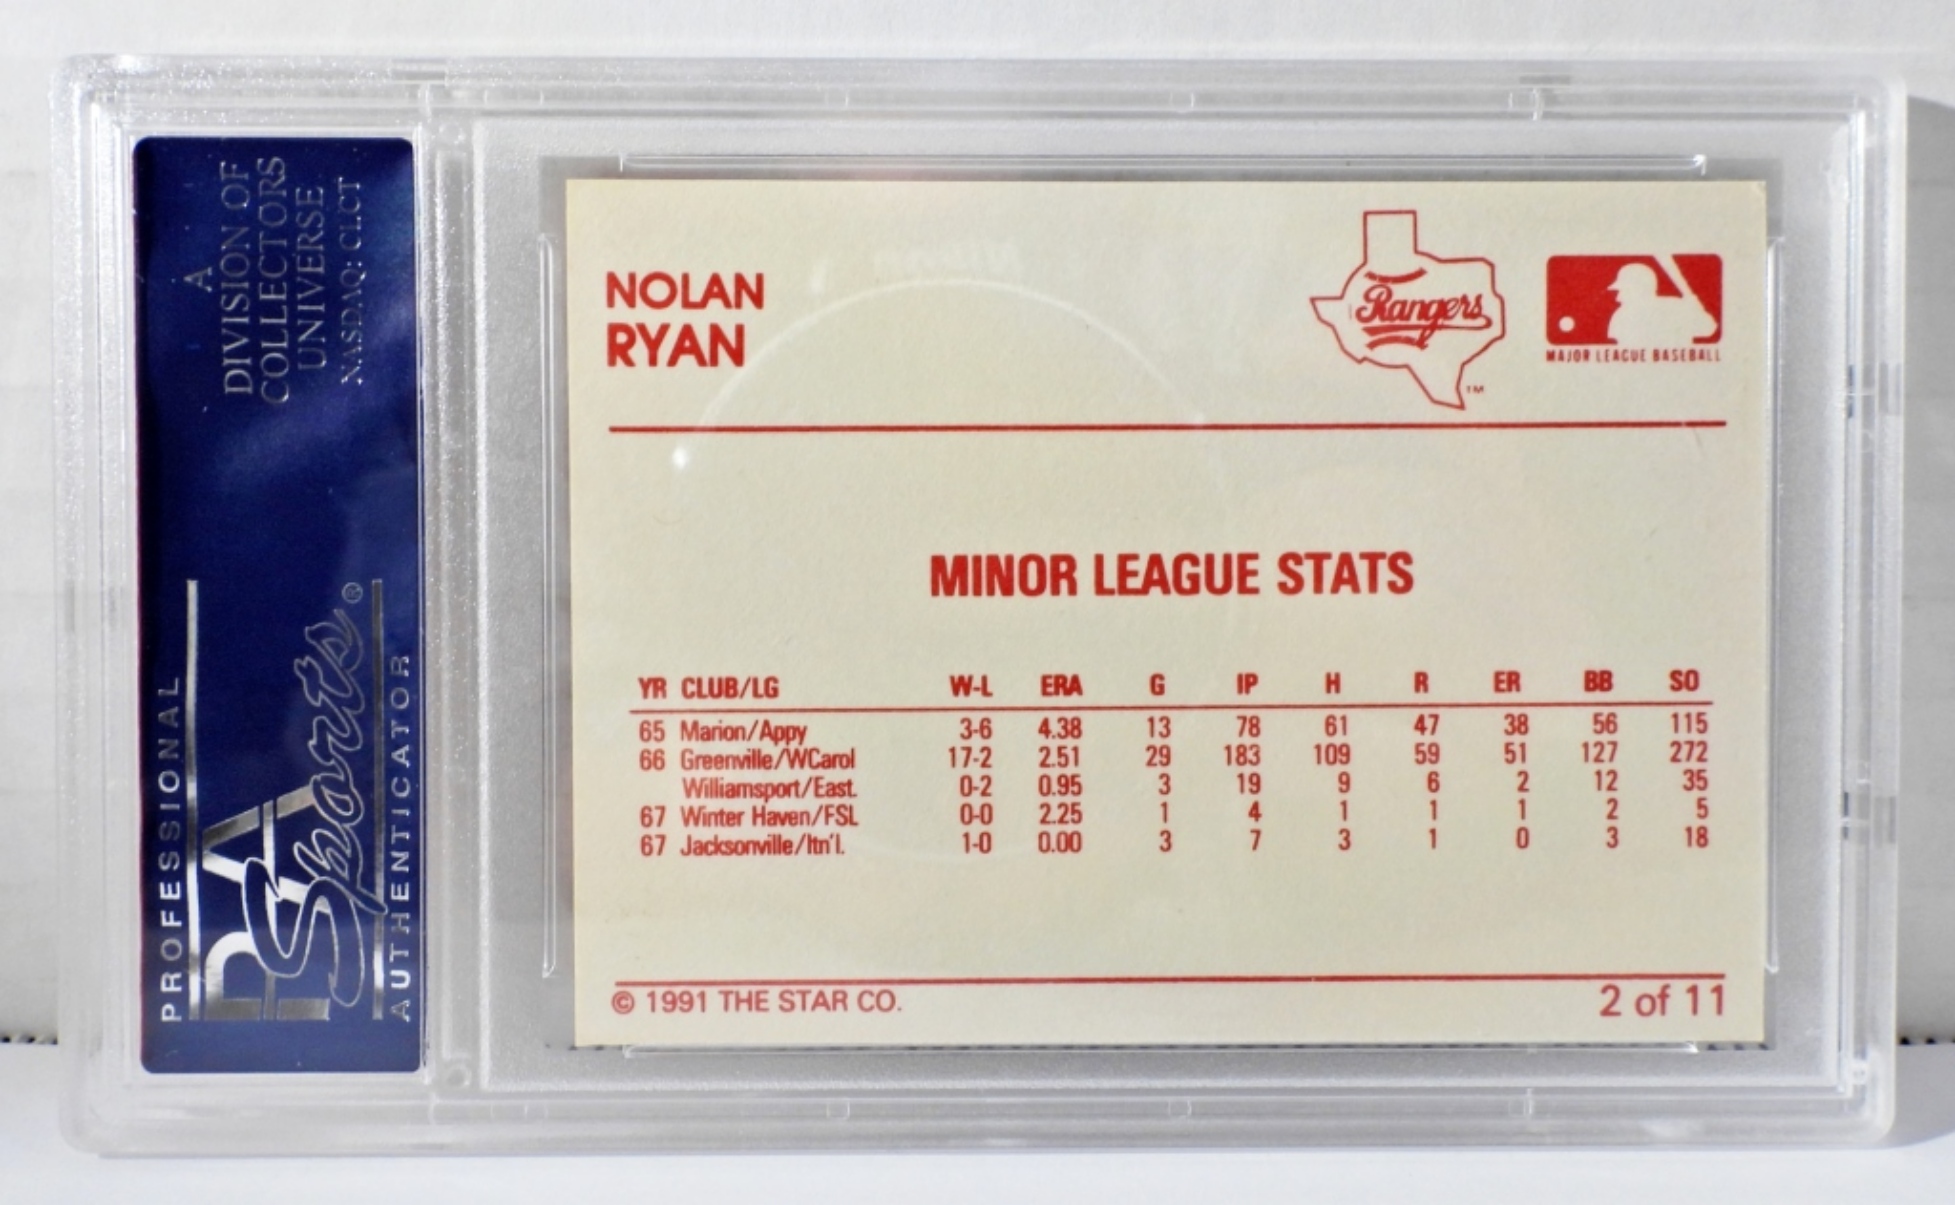 A
DIVISION OF
COLLECTORS
UNIVERSE
NASDAQ: CLCT
PROFESSIONAL
PSA
Sports®
AUTHENTICATOR
NOLAN
RYAN
Rangers
TM
MAJOR LEAGUE BASEBALL
MINOR LEAGUE STATS
YR CLUB/LG W-L ERA G IP H R ER BB SO
65 Marion/Appy 3-6 4.38 13 78 61 47 38 56 115
66 Greenville/WCarol 17-2 2.51 29 183 109 59 51 127 272
Williamsport/East. 0-2 0.95 3 19 9 6 2 12 35
67 Winter Haven/FSL 0-0 2.25 1 4 1 1 1 2 5
67 Jacksonville/Itn'l. 1-0 0.00 3 7 3 1 0 3 18
© 1991 THE STAR CO.
2 of 11